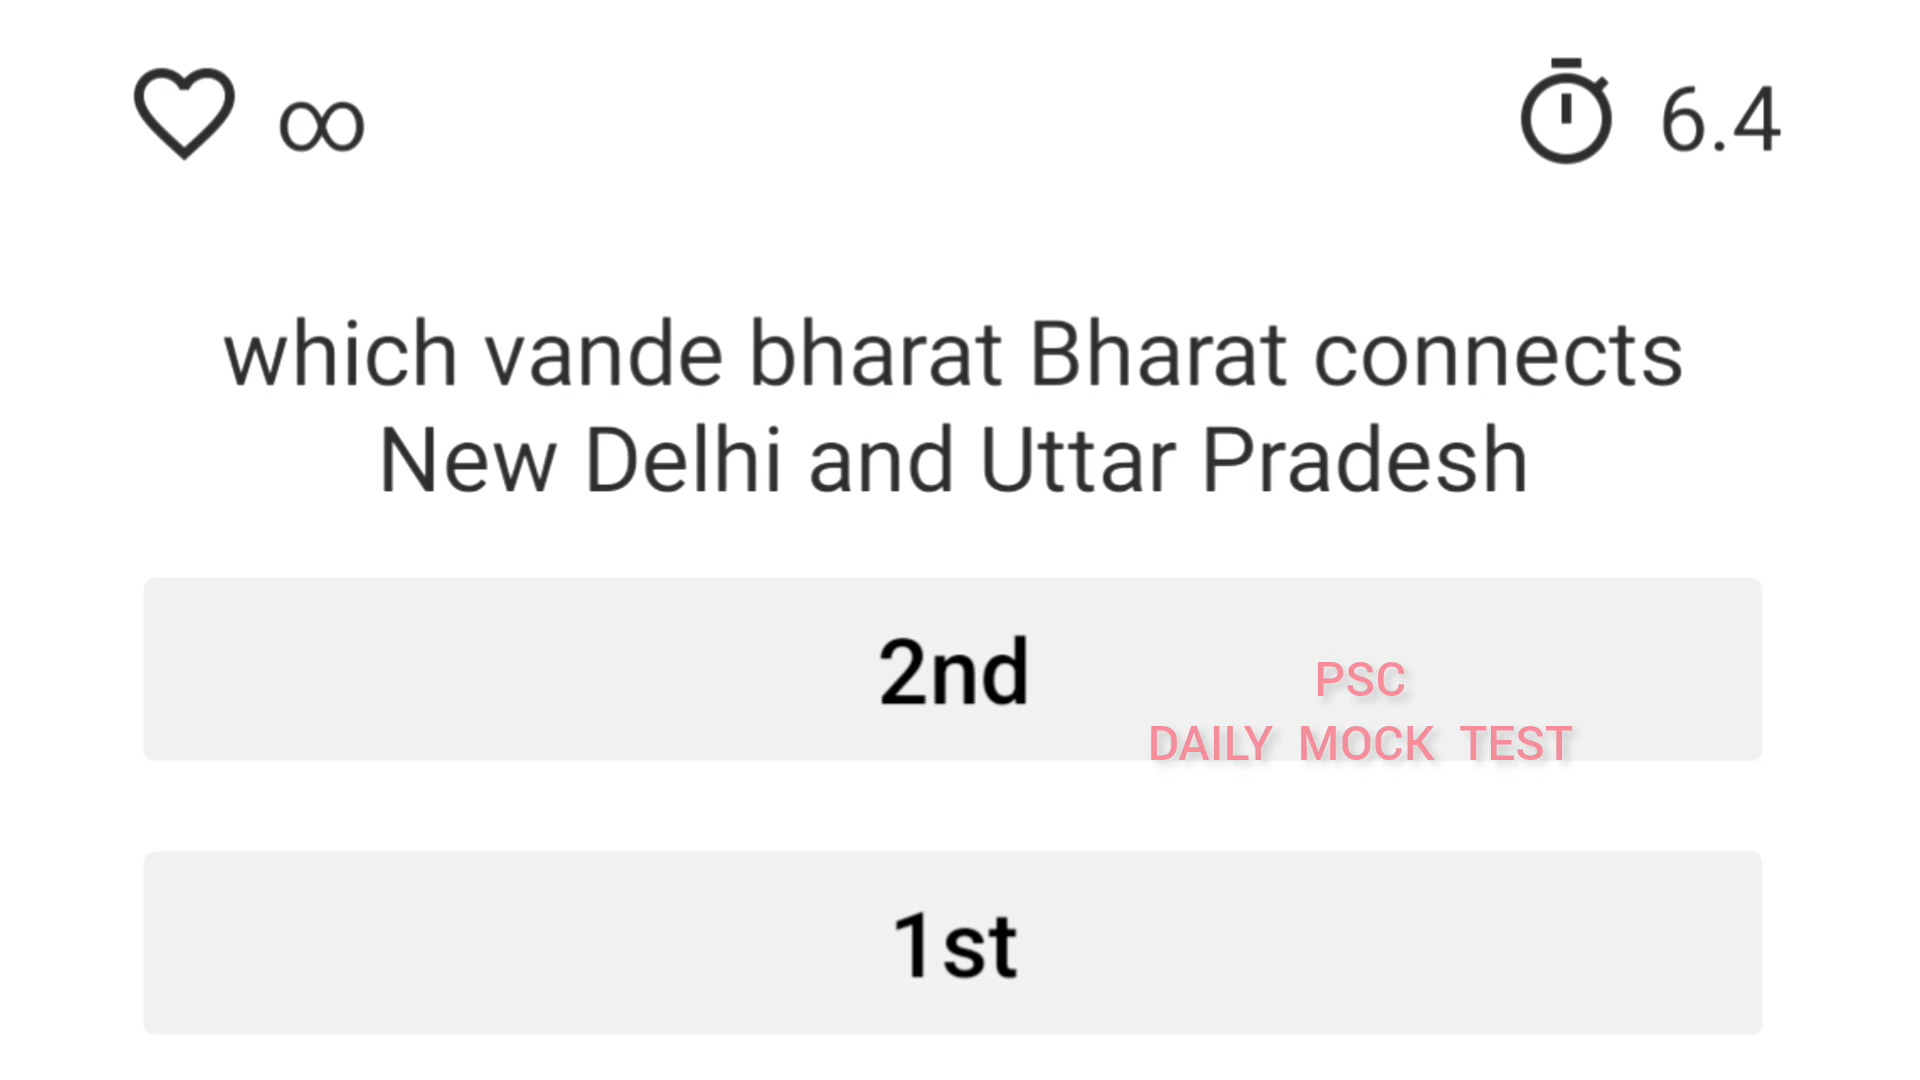 ∞
6.4
which vande bharat Bharat connects
New Delhi and Uttar Pradesh
2nd
PSC
DAILY MOCK TEST
1st